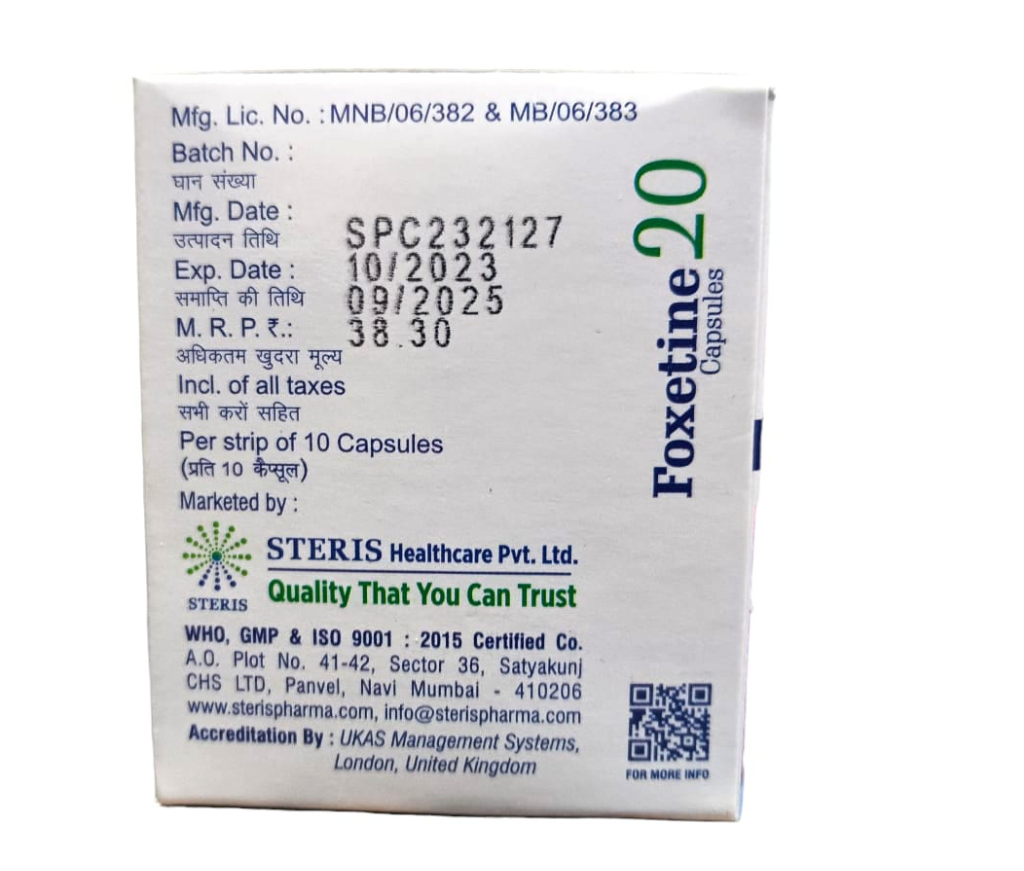 Mfg. Lic. No. : MNB/06/382 & MB/06/383
Batch No. :
घान संख्या
Mfg. Date :
उत्पादन तिथि
SPC232127
Exp. Date :
10/2023
समाप्ति की तिथि
09/2025
M. R. P. ₹.:
38.30
अधिकतम खुदरा मूल्य
Incl. of all taxes
सभी करों सहित
Per strip of 10 Capsules
(प्रति 10 कैप्सूल)
Marketed by :
STERIS
STERIS Healthcare Pvt. Ltd.
Quality That You Can Trust
WHO, GMP & ISO 9001 : 2015 Certified Co.
A.O. Plot No. 41-42, Sector 36, Satyakunj
CHS LTD, Panvel, Navi Mumbai - 410206
www.sterispharma.com, info@sterispharma.com
Accreditation By : UKAS Management Systems,
London, United Kingdom
Foxetine 20
Capsules
FOR MORE INFO